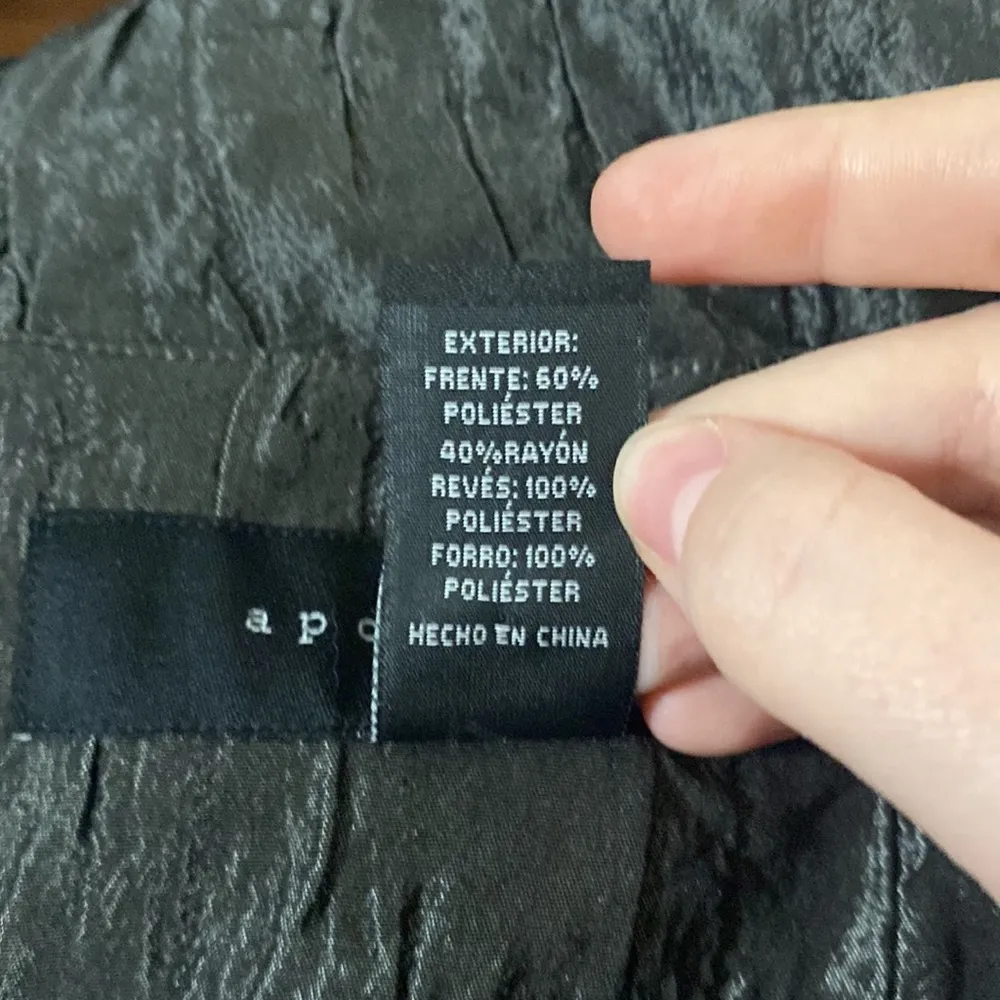 EXTERIOR:
FRENTE: 60%
POLIÉSTER
40%RAYÓN
REVÉS: 100%
POLIÉSTER
FORRO: 100%
POLIÉSTER
HECHO EN CHINA
a p